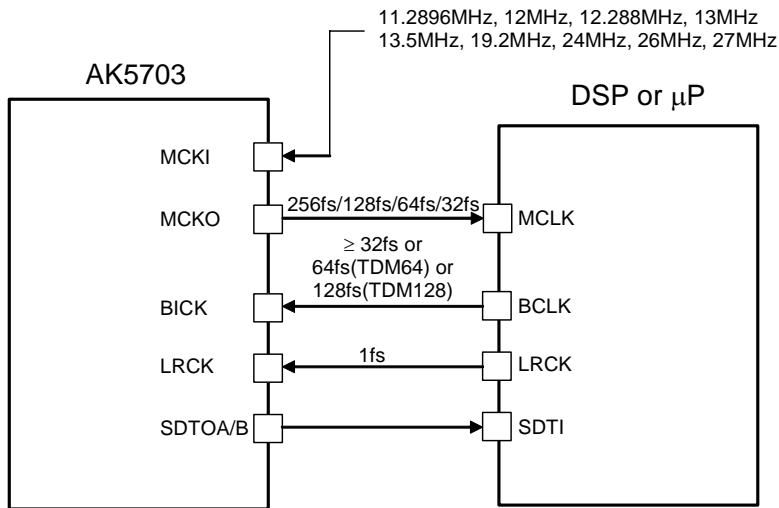 11.2896MHz, 12MHz, 12.288MHz, 13MHz
13.5MHz, 19.2MHz, 24MHz, 26MHz, 27MHz
AK5703
DSP or μP
MCKI
MCKO
256fs/128fs/64fs/32fs
MCLK
≥ 32fs or
64fs(TDM64) or
128fs(TDM128)
BICK
BCLK
LRCK
1fs
LRCK
SDTOA/B
SDTI